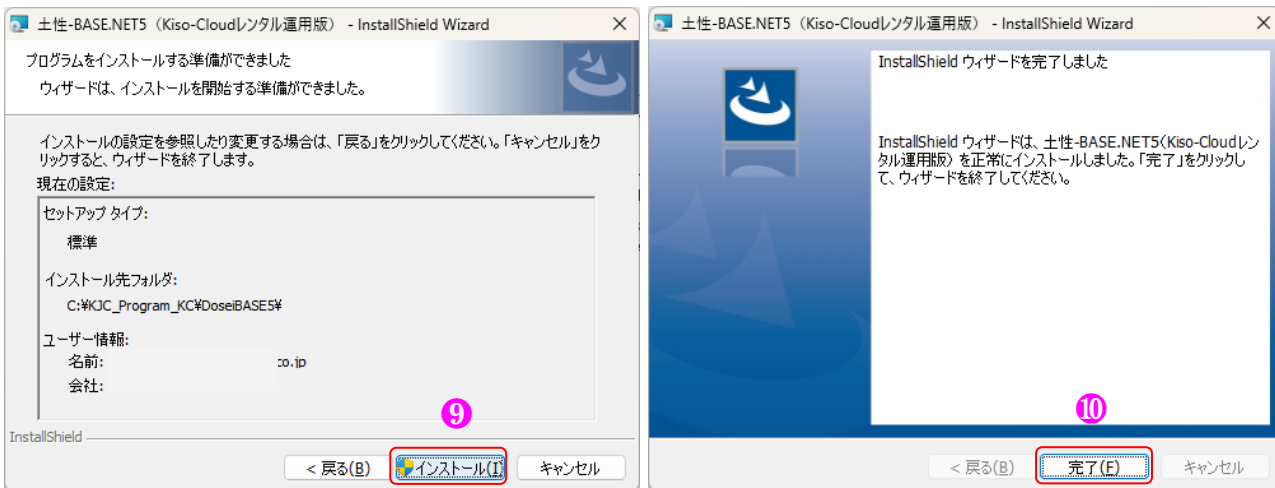 土性-BASE.NET5（Kiso-Cloudレンタル運用版） - InstallShield Wizard
プログラムをインストールする準備ができました
ウィザードは、インストールを開始する準備ができました。
インストールの設定を参照したり変更する場合は、「戻る」をクリックしてください。「キャンセル」をク
リックすると、ウィザードを終了します。
現在の設定:
セットアップ タイプ:
標準
インストール先フォルダ:
C:¥KJC_Program_KC¥DoseiBASE5¥
ユーザー情報:
名前: co.jp
会社:
❾
InstallShield
< 戻る(B) インストール(I) キャンセル
土性-BASE.NET5（Kiso-Cloudレンタル運用版） - InstallShield Wizard
InstallShield ウィザードを完了しました
InstallShield ウィザードは、土性-BASE.NET5（Kiso-Cloudレン
タル運用版） を正常にインストールしました。「完了」をクリックし
て、ウィザードを終了してください。
❿
< 戻る(B) 完了(F) キャンセル